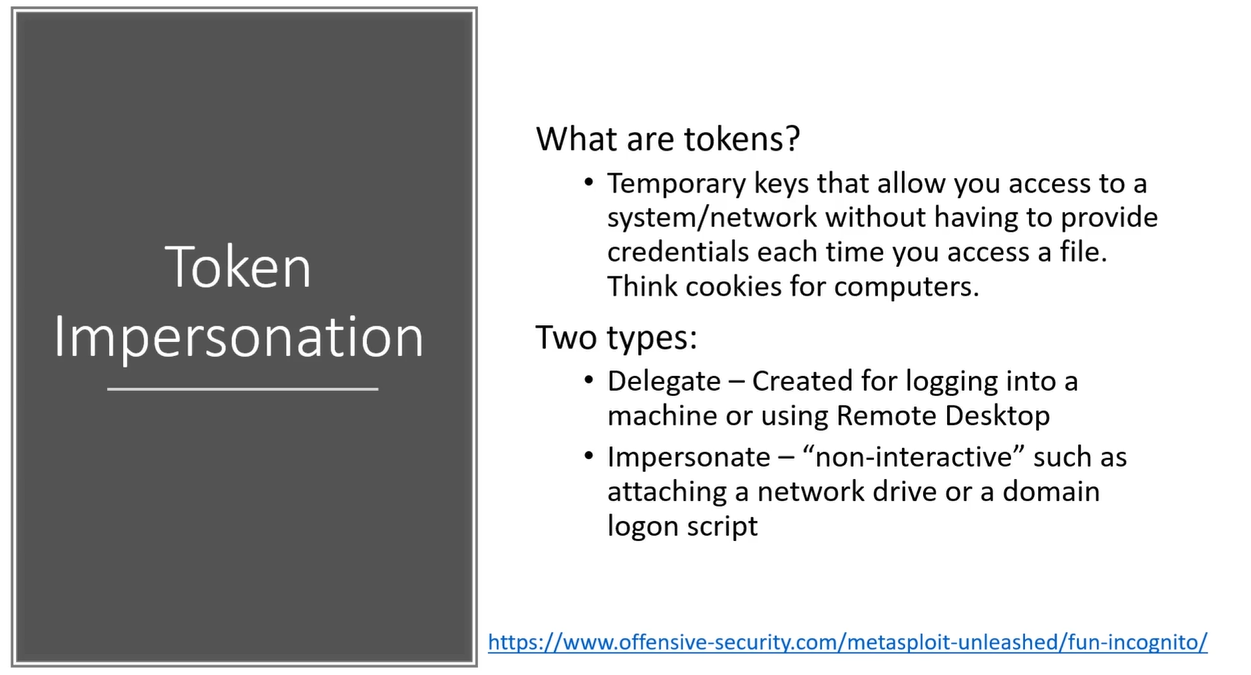 Token
Impersonation
What are tokens?
• Temporary keys that allow you access to a
system/network without having to provide
credentials each time you access a file.
Think cookies for computers.
Two types:
• Delegate – Created for logging into a
machine or using Remote Desktop
• Impersonate – “non-interactive” such as
attaching a network drive or a domain
logon script
https://www.offensive-security.com/metasploit-unleashed/fun-incognito/